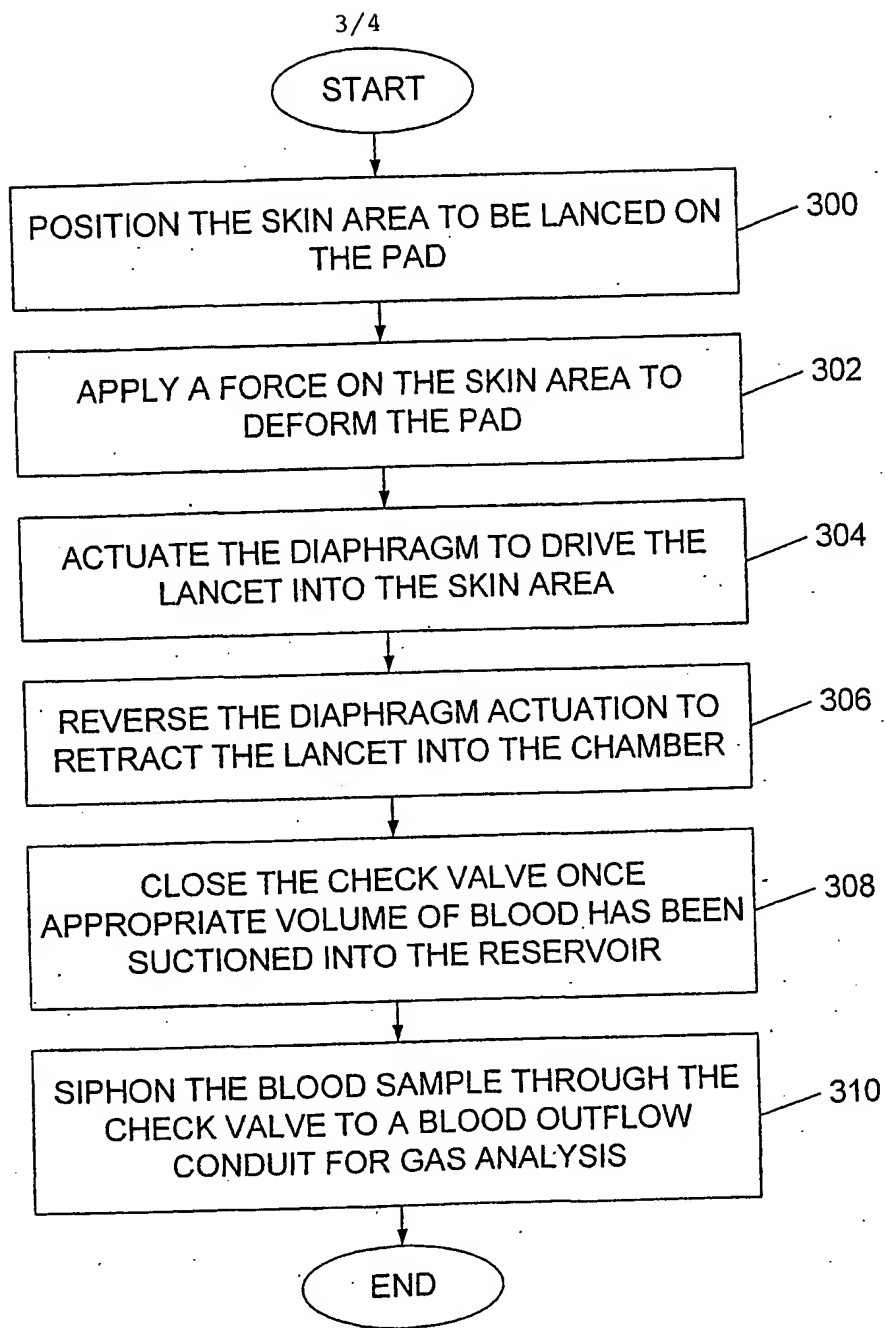 3/4
START
POSITION THE SKIN AREA TO BE LANCED ON
THE PAD
300
APPLY A FORCE ON THE SKIN AREA TO
DEFORM THE PAD
302
ACTUATE THE DIAPHRAGM TO DRIVE THE
LANCET INTO THE SKIN AREA
304
REVERSE THE DIAPHRAGM ACTUATION TO
RETRACT THE LANCET INTO THE CHAMBER
306
CLOSE THE CHECK VALVE ONCE
APPROPRIATE VOLUME OF BLOOD HAS BEEN
SUCTIONED INTO THE RESERVOIR
308
SIPHON THE BLOOD SAMPLE THROUGH THE
CHECK VALVE TO A BLOOD OUTFLOW
CONDUIT FOR GAS ANALYSIS
310
END